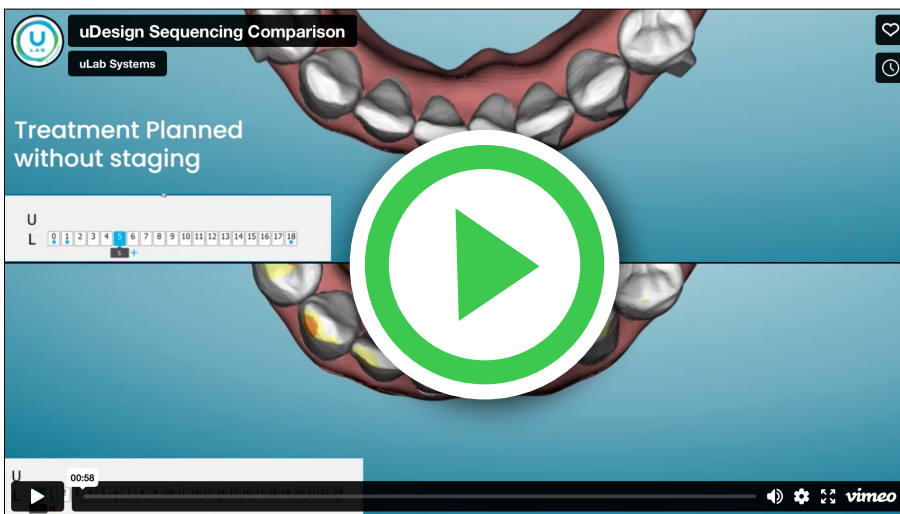 U
LAB
uDesign Sequencing Comparison
uLab Systems
Treatment Planned
without staging
U
L 0 1 2 3 4 5 6 7 8 9 10 11 12 13 14 15 16 17 18
5 +
U
00:58
vimeo